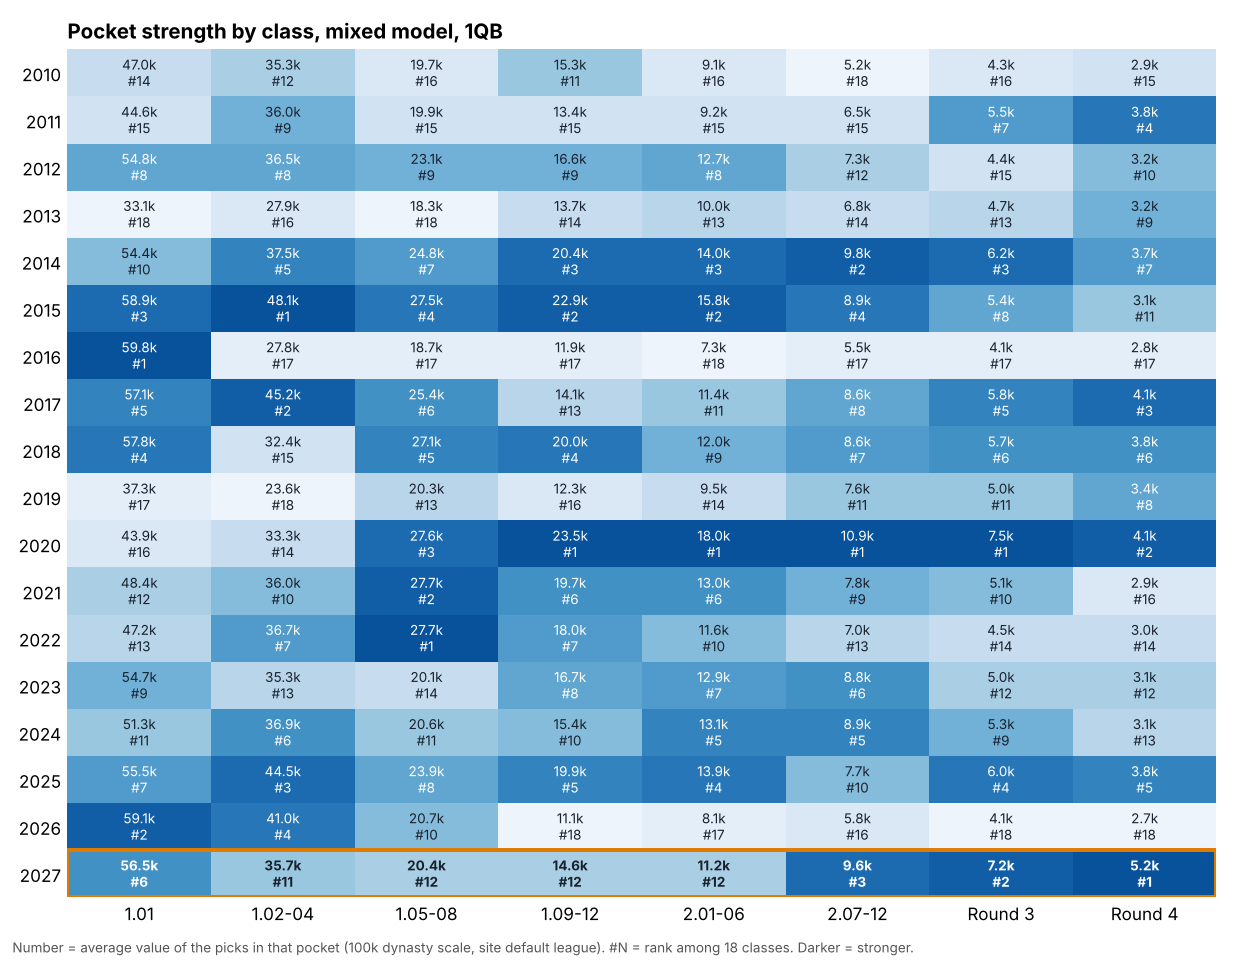 Pocket strength by class, mixed model, 1QB
2010 47.0k 35.3k 19.7k 15.3k 9.1k 5.2k 4.3k 2.9k
#14 #12 #16 #11 #16 #18 #16 #15
2011 44.6k 36.0k 19.9k 13.4k 9.2k 6.5k 5.5k 3.8k
#15 #9 #15 #15 #15 #15 #7 #4
2012 54.8k 36.5k 23.1k 16.6k 12.7k 7.3k 4.4k 3.2k
#8 #8 #9 #9 #8 #12 #15 #10
2013 33.1k 27.9k 18.3k 13.7k 10.0k 6.8k 4.7k 3.2k
#18 #16 #18 #14 #13 #14 #13 #9
2014 54.4k 37.5k 24.8k 20.4k 14.0k 9.8k 6.2k 3.7k
#10 #5 #7 #3 #3 #2 #3 #7
2015 58.9k 48.1k 27.5k 22.9k 15.8k 8.9k 5.4k 3.1k
#3 #1 #4 #2 #2 #4 #8 #11
2016 59.8k 27.8k 18.7k 11.9k 7.3k 5.5k 4.1k 2.8k
#1 #17 #17 #17 #18 #17 #17 #17
2017 57.1k 45.2k 25.4k 14.1k 11.4k 8.6k 5.8k 4.1k
#5 #2 #6 #13 #11 #8 #5 #3
2018 57.8k 32.4k 27.1k 20.0k 12.0k 8.6k 5.7k 3.8k
#4 #15 #5 #4 #9 #7 #6 #6
2019 37.3k 23.6k 20.3k 12.3k 9.5k 7.6k 5.0k 3.4k
#17 #18 #13 #16 #14 #11 #11 #8
2020 43.9k 33.3k 27.6k 23.5k 18.0k 10.9k 7.5k 4.1k
#16 #14 #3 #1 #1 #1 #1 #2
2021 48.4k 36.0k 27.7k 19.7k 13.0k 7.8k 5.1k 2.9k
#12 #10 #2 #6 #6 #9 #10 #16
2022 47.2k 36.7k 27.7k 18.0k 11.6k 7.0k 4.5k 3.0k
#13 #7 #1 #7 #10 #13 #14 #14
2023 54.7k 35.3k 20.1k 16.7k 12.9k 8.8k 5.0k 3.1k
#9 #13 #14 #8 #7 #6 #12 #12
2024 51.3k 36.9k 20.6k 15.4k 13.1k 8.9k 5.3k 3.1k
#11 #6 #11 #10 #5 #5 #9 #13
2025 55.5k 44.5k 23.9k 19.9k 13.9k 7.7k 6.0k 3.8k
#7 #3 #8 #5 #4 #10 #4 #5
2026 59.1k 41.0k 20.7k 11.1k 8.1k 5.8k 4.1k 2.7k
#2 #4 #10 #18 #17 #16 #18 #18
2027 56.5k 35.7k 20.4k 14.6k 11.2k 9.6k 7.2k 5.2k
#6 #11 #12 #12 #12 #3 #2 #1
1.01 1.02-04 1.05-08 1.09-12 2.01-06 2.07-12 Round 3 Round 4
Number = average value of the picks in that pocket (100k dynasty scale, site default league). #N = rank among 18 classes. Darker = stronger.